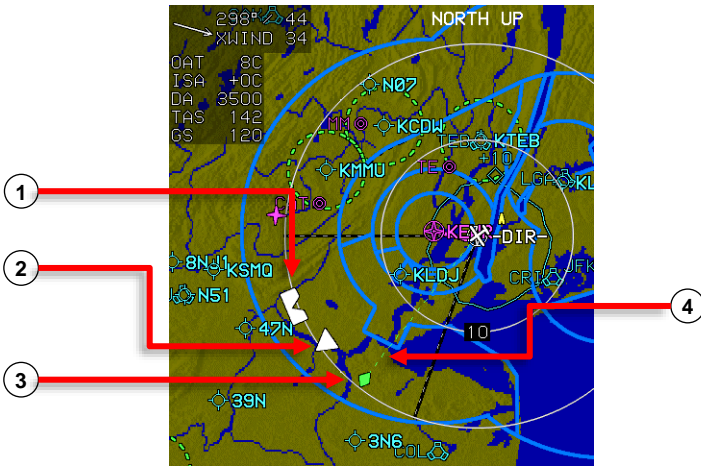 298° 44
NORTH UP
XWIND 34
OAT 8C
ISA +0C
DA 3500
TAS 142
GS 120
N07
MM
KCDW
TEB
KTEB
+10
TE
KMMU
LGA
KL
1
-DIR-
8NJ1
KSMQ
KLDJ
CRI
JFK
2
N51
4
47N
10
3
39N
3N6
COL